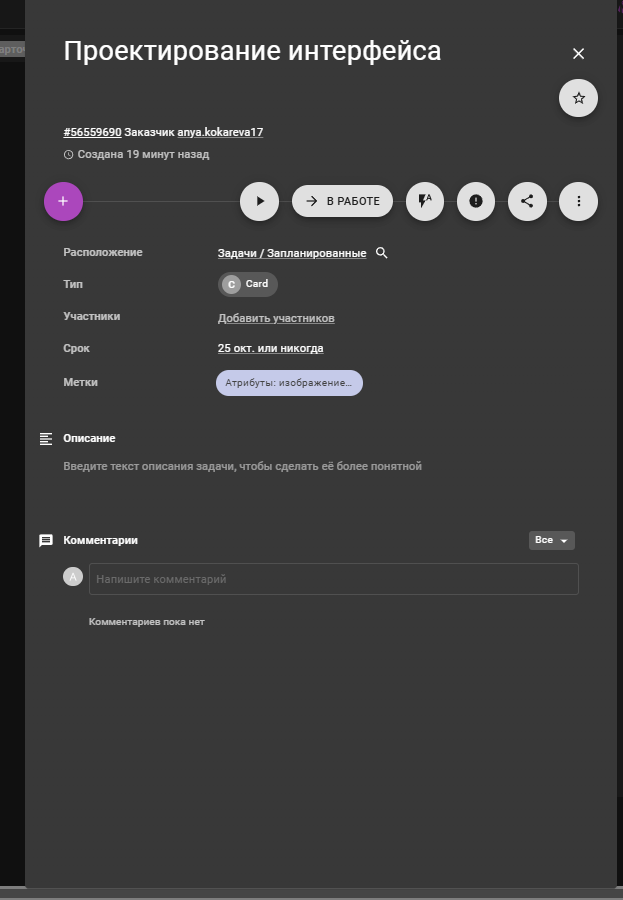 Проектирование интерфейса
#56559690 Заказчик anya.kokareva17
Создана 19 минут назад
В РАБОТЕ
A
Расположение
Задачи / Запланированные
Тип
C Card
Участники
Добавить участников
Срок
25 окт. или никогда
Метки
Атрибуты: изображение...
Описание
Введите текст описания задачи, чтобы сделать её более понятной
Комментарии
Все
A
Напишите комментарий
Комментариев пока нет